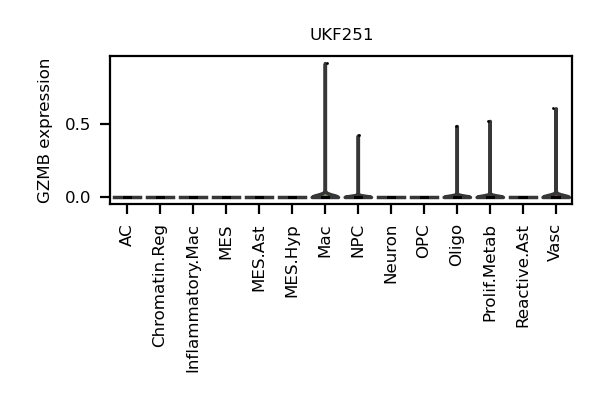 UKF251
GZMB expression
0.5
0.0
AC
Chromatin.Reg
Inflammatory.Mac
MES
MES.Ast
MES.Hyp
Mac
NPC
Neuron
OPC
Oligo
Prolif.Metab
Reactive.Ast
Vasc